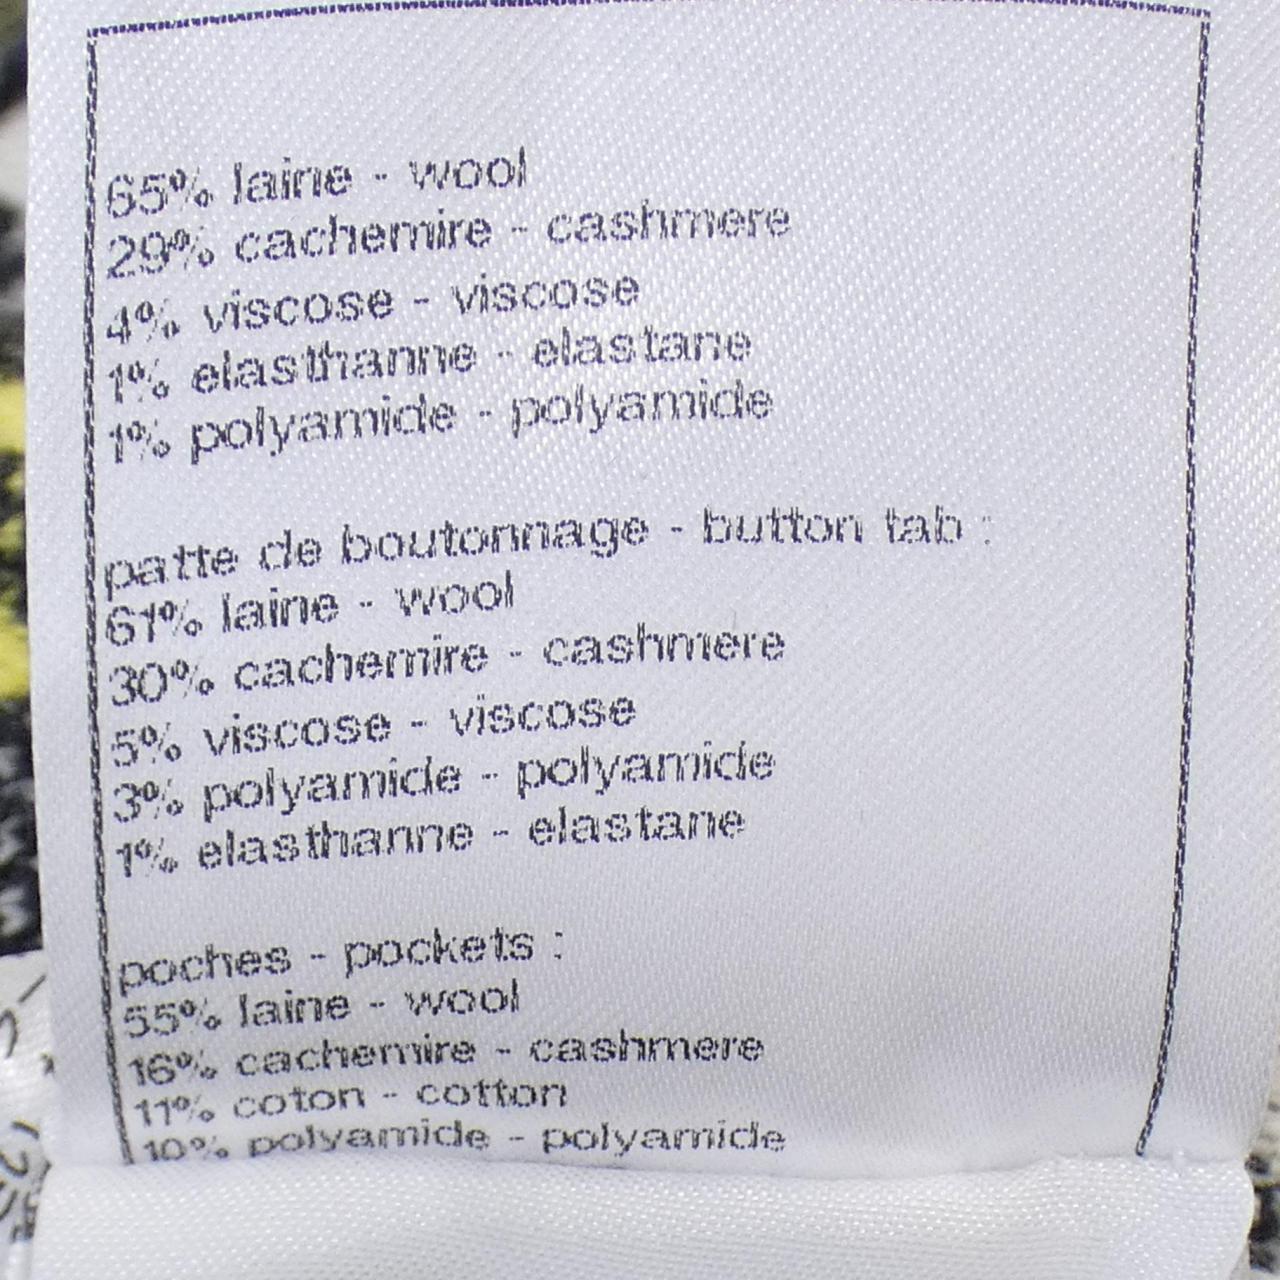 65% laine - wool
29% cachemire - cashmere
4% viscose - viscose
1% elasthanne - elastane
1% polyamide - polyamide
patte de boutonnage - button tab :
61% laine - wool
30% cachemire - cashmere
5% viscose - viscose
3% polyamide - polyamide
1% elasthanne - elastane
poches - pockets :
55% laine - wool
16% cachemire - cashmere
11% coton - cotton
10% polyamide - polyamide